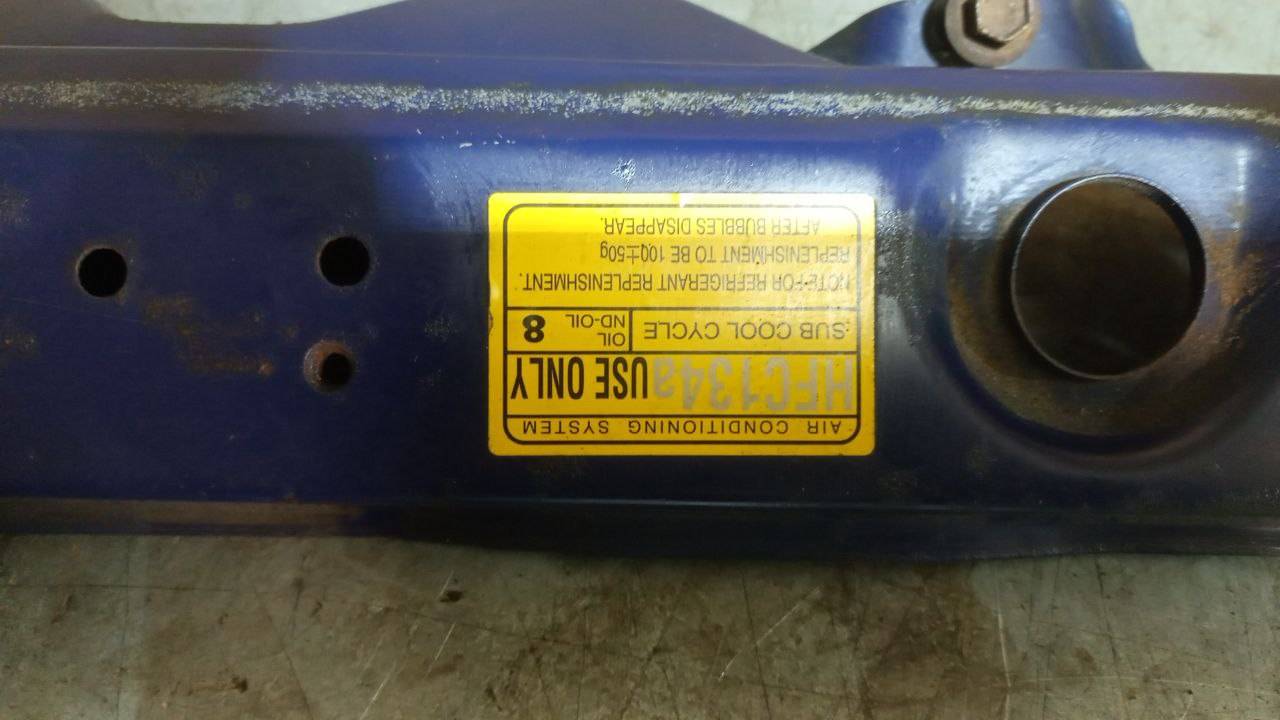 AIR CONDITIONING SYSTEM
HFC134a USE ONLY
SUB COOL CYCLE
OIL
ND-OIL 8
NOTE-FOR REFRIGERANT REPLENISHMENT.
REPLENISHMENT TO BE 100±50g
AFTER BUBBLES DISAPPEAR.